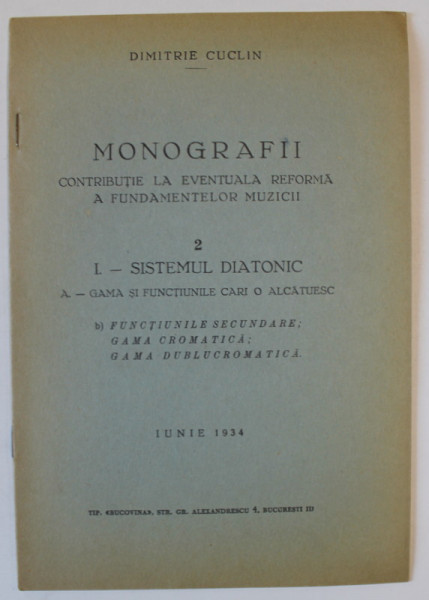 DIMITRIE CUCLIN
MONOGRAFII
CONTRIBUȚIE LA EVENTUALA REFORMĂ
A FUNDAMENTELOR MUZICII
2
I. — SISTEMUL DIATONIC
A. — GAMA ȘI FUNCȚIUNILE CARI O ALCĂTUESC
b) FUNCȚIUNILE SECUNDARE;
GAMA CROMATICĂ;
GAMA DUBLUCROMATICĂ.
IUNIE 1934
TIP. «BUCOVINA», STR. GR. ALEXANDRESCU 4, BUCUREȘTI III